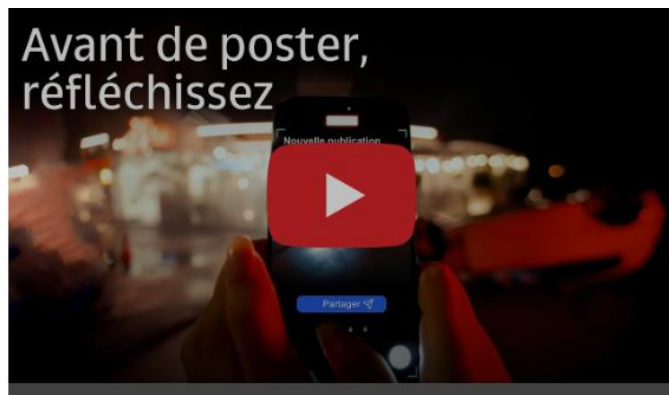 Avant de poster,
réfléchissez
Nouvelle publication
Partager